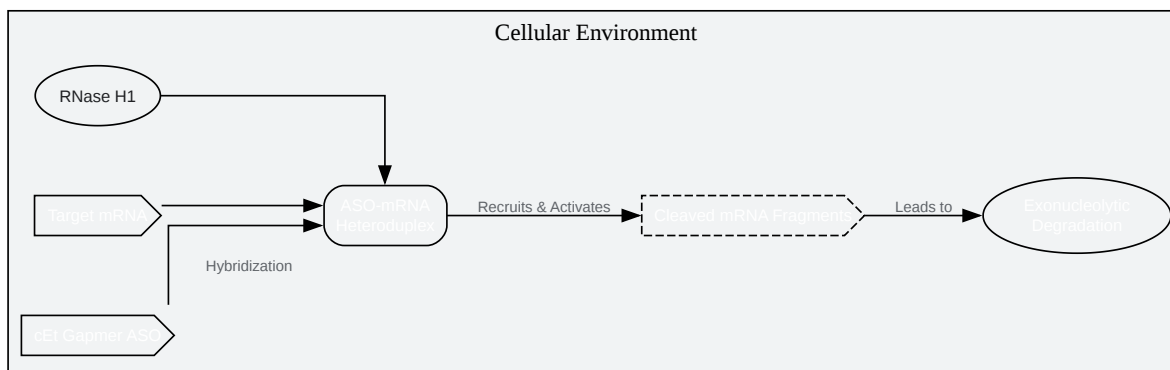 Cellular Environment
RNase H1
Target mRNA
ASO-mRNA
Heteroduplex
Recruits & Activates
Cleaved mRNA Fragments
Leads to
Exonucleolytic
Degradation
Hybridization
cEt Gapmer ASO